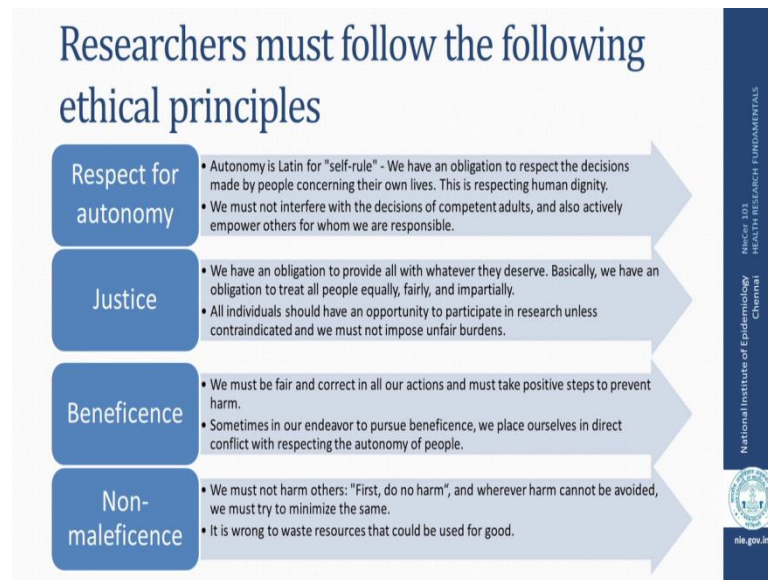 Researchers must follow the following
ethical principles
Respect for
autonomy
• Autonomy is Latin for "self-rule" - We have an obligation to respect the decisions
made by people concerning their own lives. This is respecting human dignity.
• We must not interfere with the decisions of competent adults, and also actively
empower others for whom we are responsible.
Justice
• We have an obligation to provide all with whatever they deserve. Basically, we have an
obligation to treat all people equally, fairly, and impartially.
• All individuals should have an opportunity to participate in research unless
contraindicated and we must not impose unfair burdens.
Beneficence
• We must be fair and correct in all our actions and must take positive steps to prevent
harm.
• Sometimes in our endeavor to pursue beneficence, we place ourselves in direct
conflict with respecting the autonomy of people.
Non-
maleficence
• We must not harm others: "First, do no harm“, and wherever harm cannot be avoided,
we must try to minimize the same.
• It is wrong to waste resources that could be used for good.
NIeCer 101
HEALTH RESEARCH FUNDAMENTALS
National Institute of Epidemiology
Chennai
nie.gov.in